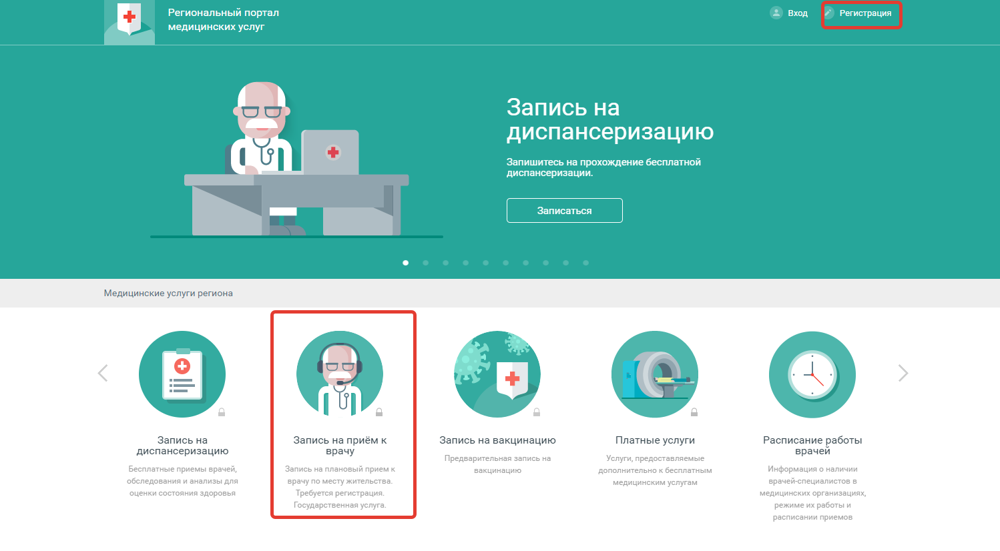 Региональный портал
медицинских услуг
Вход
Регистрация
Запись на
диспансеризацию
Запишитесь на прохождение бесплатной
диспансеризации.
Записаться
Медицинские услуги региона
Запись на
диспансеризацию
Бесплатные приемы врачей,
обследования и анализы для
оценки состояния здоровья
Запись на приём к
врачу
Запись на плановый прием к
врачу по месту жительства.
Требуется регистрация.
Государственная услуга.
Запись на вакцинацию
Предварительная запись на
вакцинацию
Платные услуги
Услуги, предоставляемые
дополнительно к бесплатным
медицинским услугам
Расписание работы
врачей
Информация о наличии
врачей-специалистов в
медицинских организациях,
режиме их работы и
расписании приемов